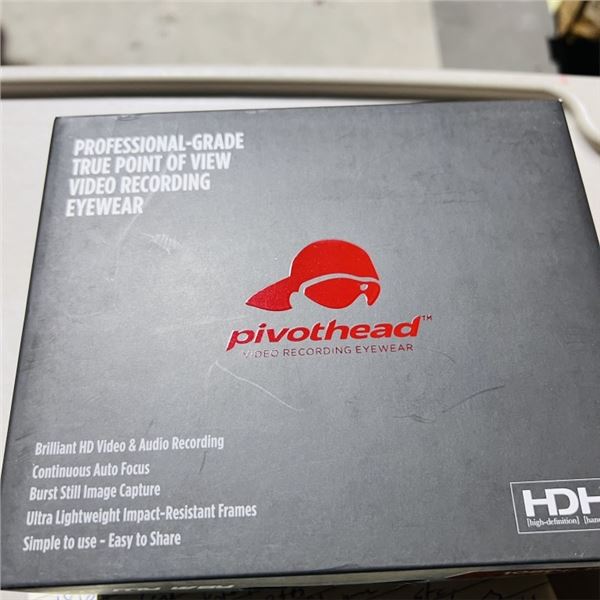 PROFESSIONAL-GRADE
TRUE POINT OF VIEW
VIDEO RECORDING
EYEWEAR
pivothead™
VIDEO RECORDING EYEWEAR
Brilliant HD Video & Audio Recording
Continuous Auto Focus
Burst Still Image Capture
Ultra Lightweight Impact-Resistant Frames
Simple to use - Easy to Share
HDH
[high-definition]